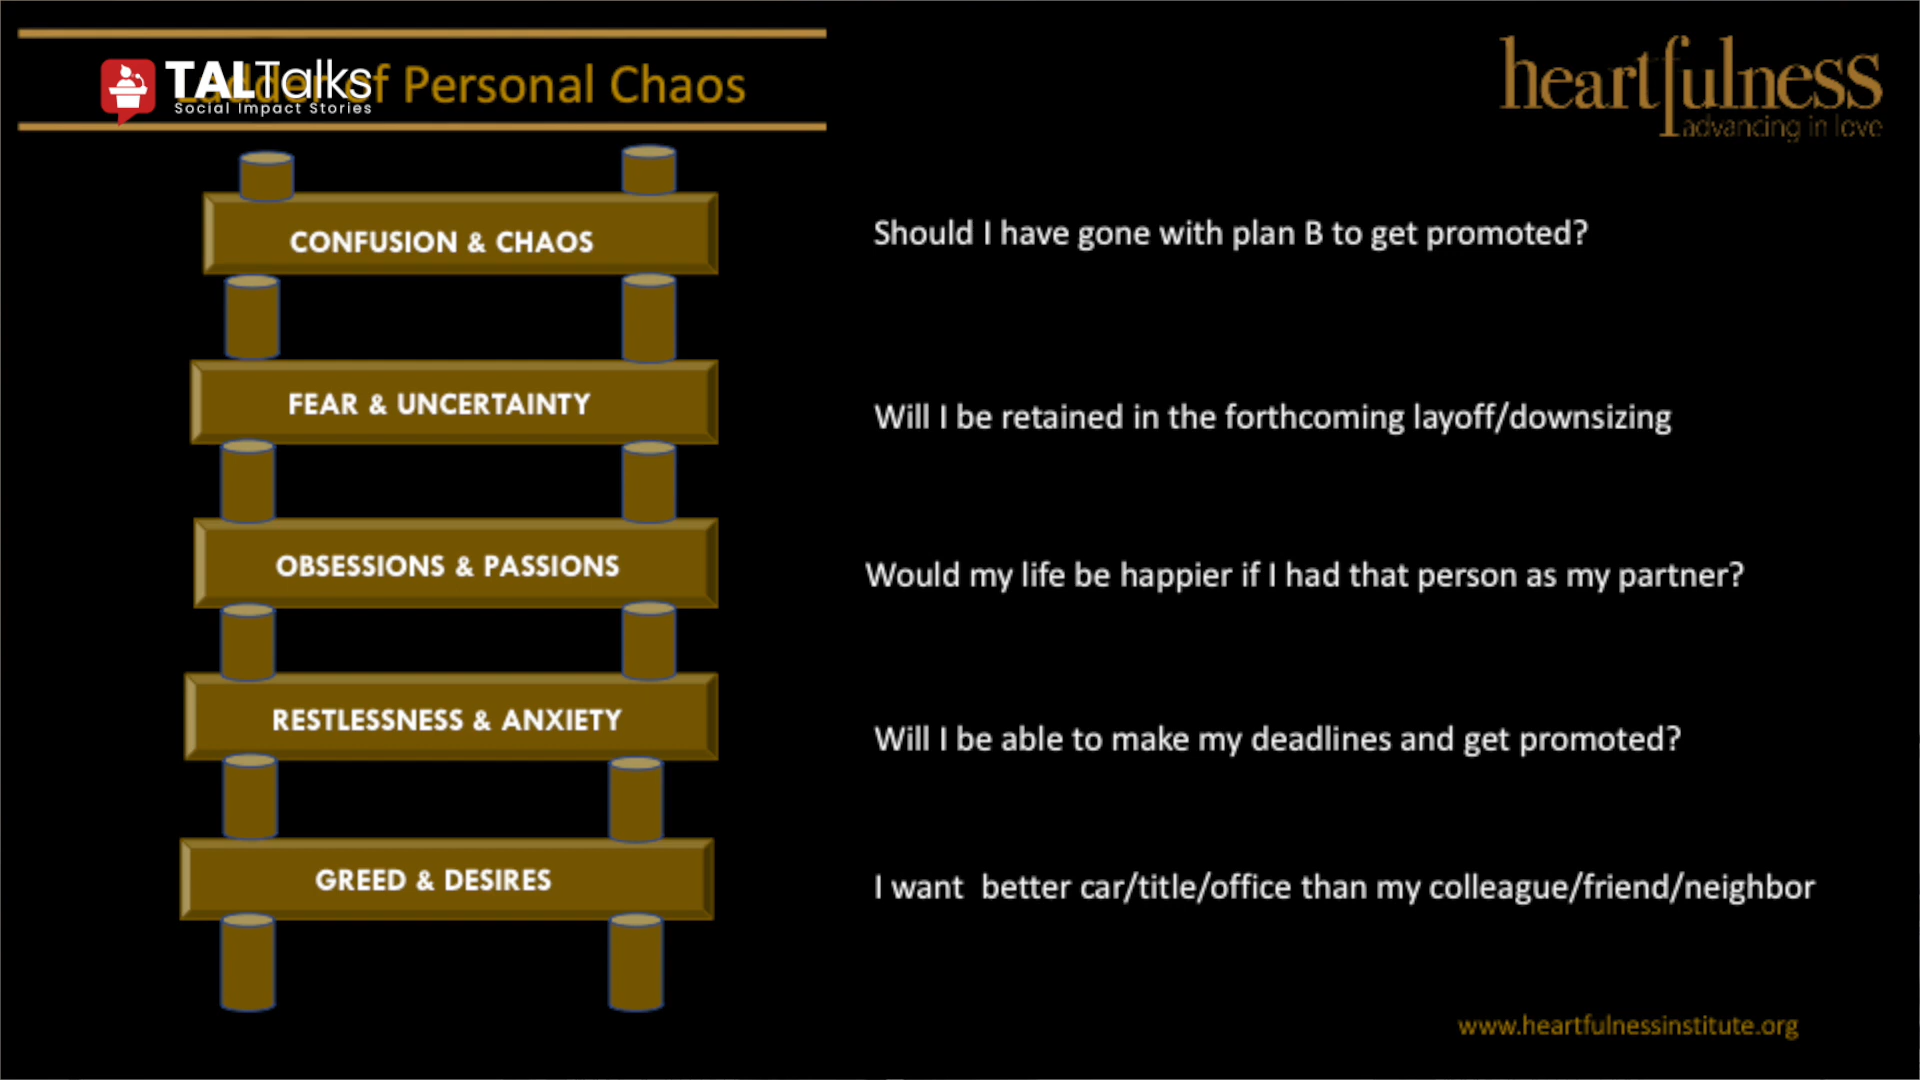 TALTalks
Social Impact Stories
Ladder of Personal Chaos
heartfulness
advancing in love
CONFUSION & CHAOS
Should I have gone with plan B to get promoted?
FEAR & UNCERTAINTY
Will I be retained in the forthcoming layoff/downsizing
OBSESSIONS & PASSIONS
Would my life be happier if I had that person as my partner?
RESTLESSNESS & ANXIETY
Will I be able to make my deadlines and get promoted?
GREED & DESIRES
I want better car/title/office than my colleague/friend/neighbor
www.heartfulnessinstitute.org